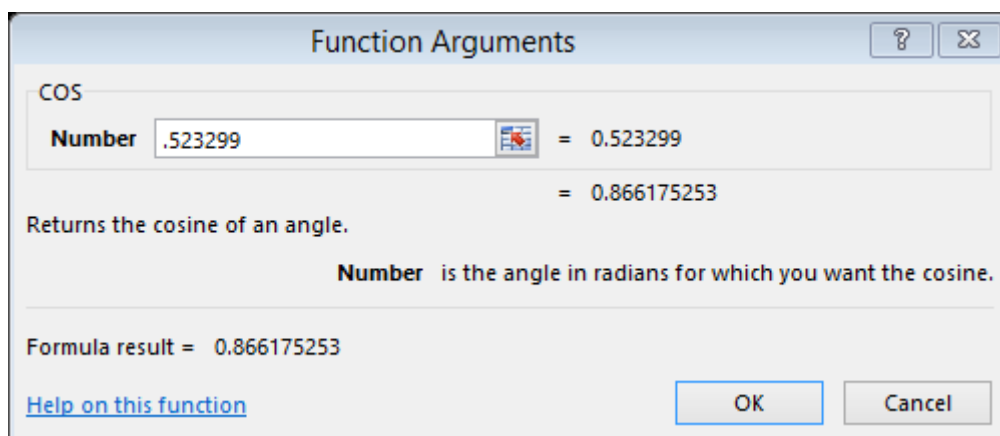 Function Arguments
COS
Number .523299 = 0.523299
= 0.866175253
Returns the cosine of an angle.
Number is the angle in radians for which you want the cosine.
Formula result = 0.866175253
Help on this function OK Cancel